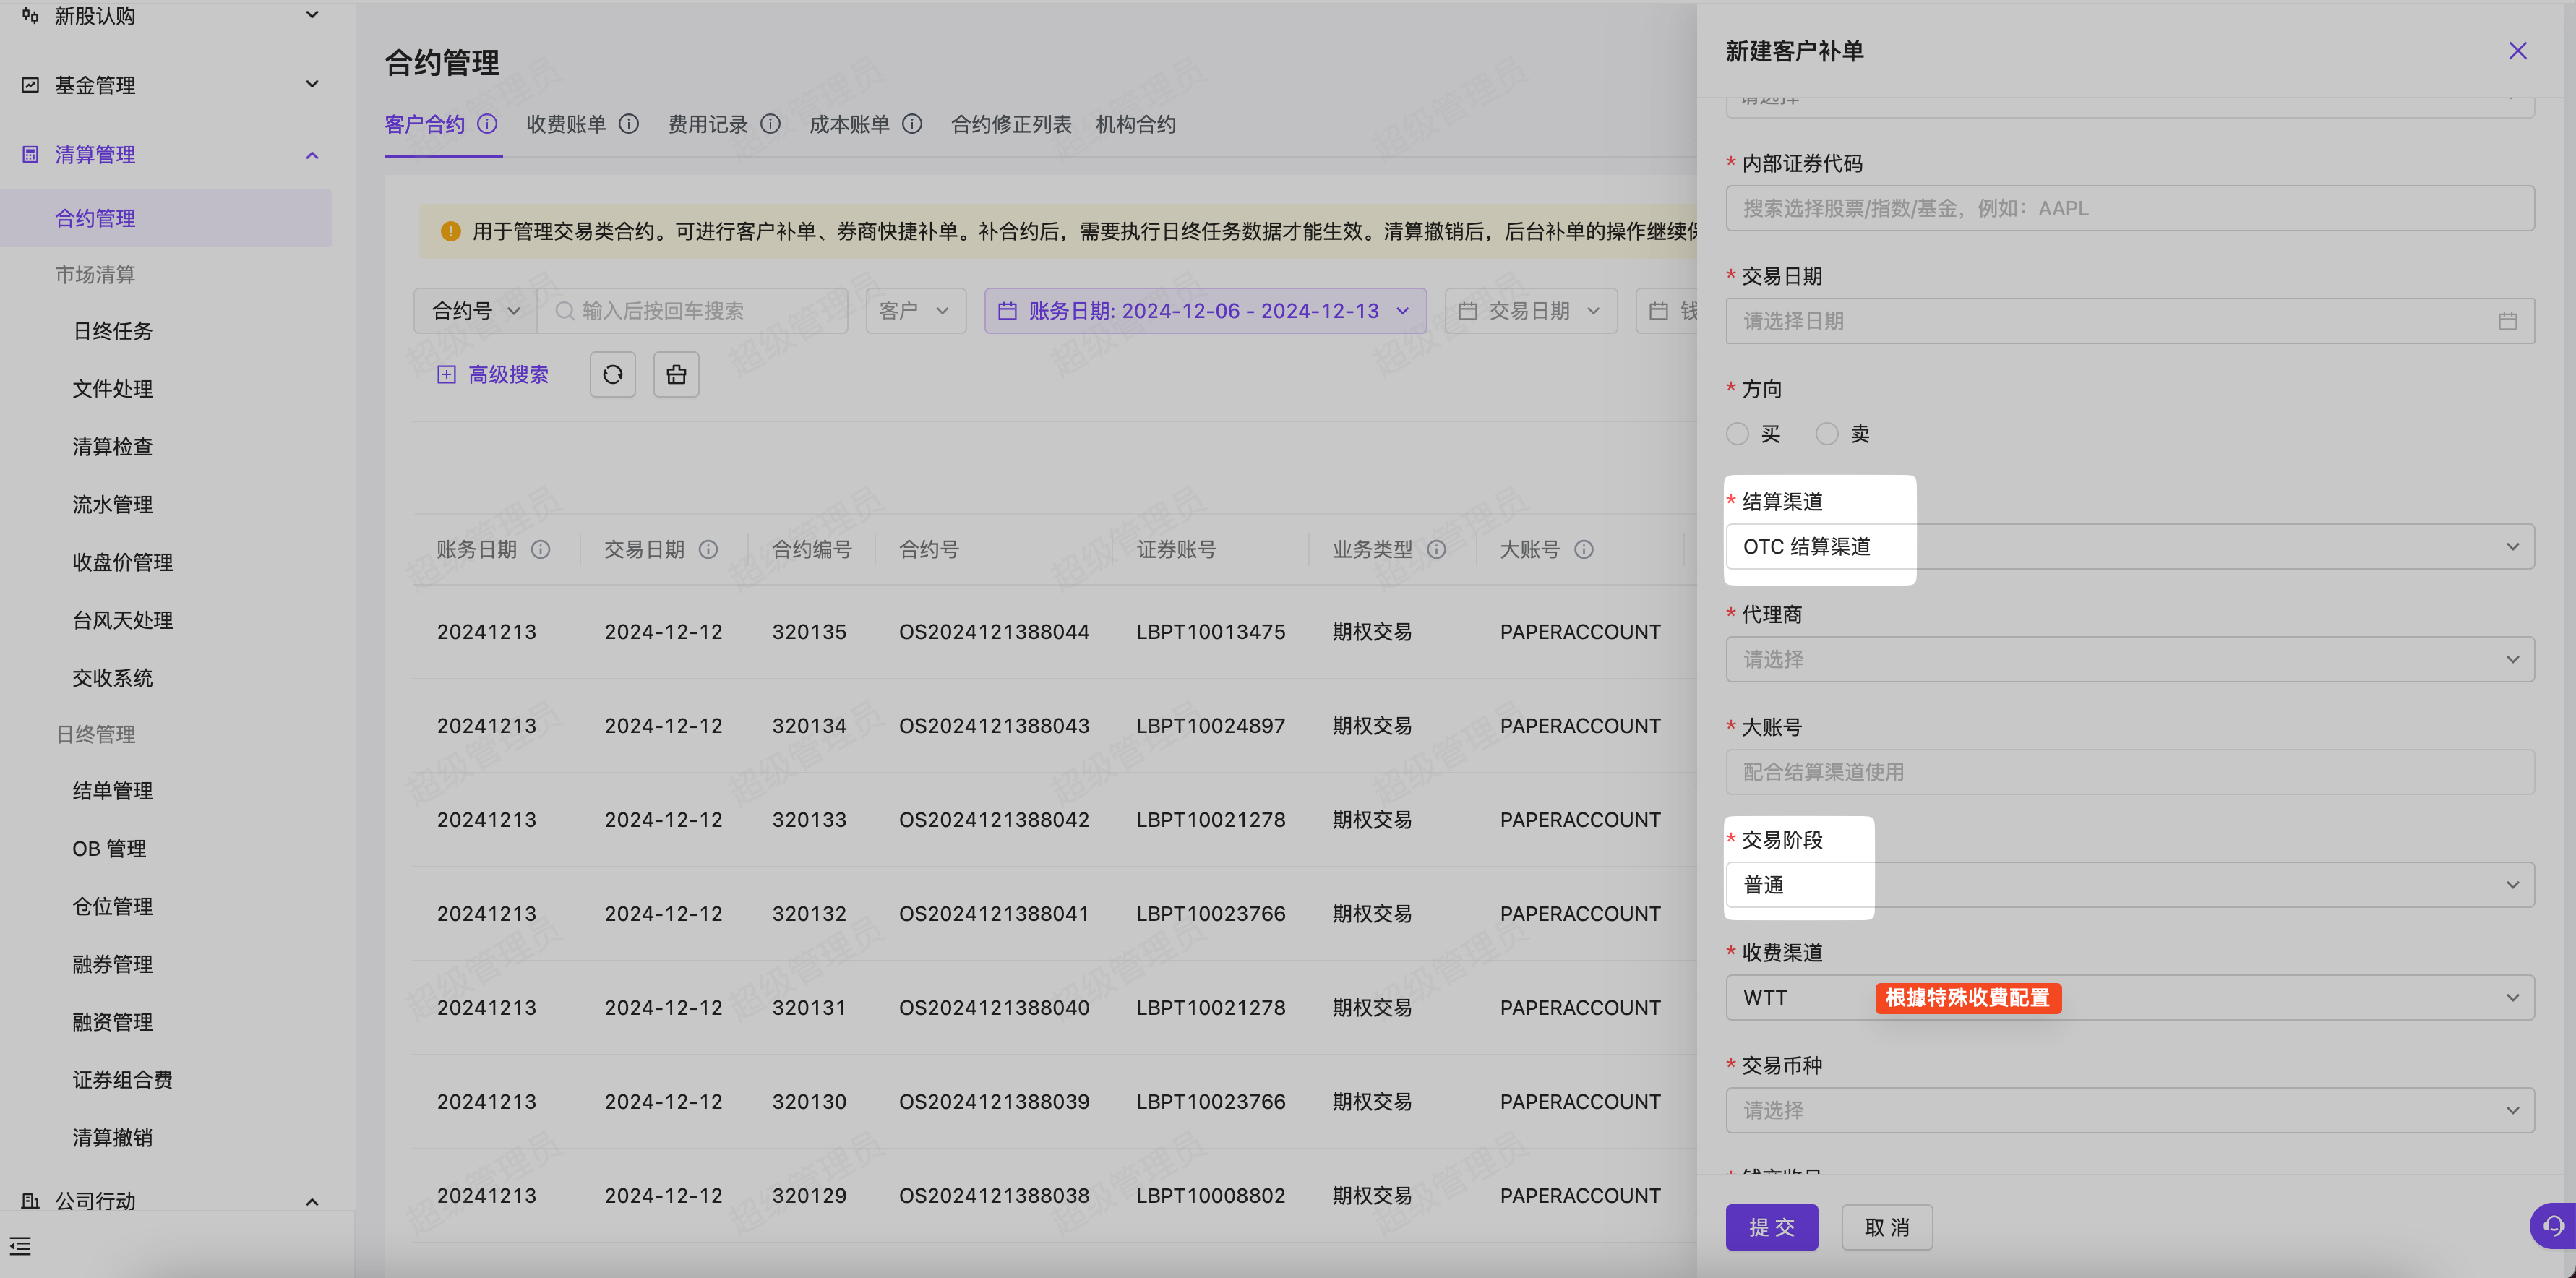 新股认购
基金管理
清算管理
合约管理
市场清算
日终任务
文件处理
清算检查
流水管理
收盘价管理
台风天处理
交收系统
日终管理
结单管理
OB 管理
仓位管理
融券管理
融资管理
证券组合费
清算撤销
公司行动
合约管理
客户合约 收费账单 费用记录 成本账单 合约修正列表 机构合约
用于管理交易类合约。可进行客户补单、券商快捷补单。补合约后，需要执行日终任务数据才能生效。清算撤销后，后台补单的操作继续
合约号 输入后按回车搜索 客户 账务日期: 2024-12-06 - 2024-12-13 交易日期
高级搜索
账务日期 交易日期 合约编号 合约号 证券账号 业务类型 大账号
20241213 2024-12-12 320135 OS2024121388044 LBPT10013475 期权交易 PAPERACCOUNT
20241213 2024-12-12 320134 OS2024121388043 LBPT10024897 期权交易 PAPERACCOUNT
20241213 2024-12-12 320133 OS2024121388042 LBPT10021278 期权交易 PAPERACCOUNT
20241213 2024-12-12 320132 OS2024121388041 LBPT10023766 期权交易 PAPERACCOUNT
20241213 2024-12-12 320131 OS2024121388040 LBPT10021278 期权交易 PAPERACCOUNT
20241213 2024-12-12 320130 OS2024121388039 LBPT10023766 期权交易 PAPERACCOUNT
20241213 2024-12-12 320129 OS2024121388038 LBPT10008802 期权交易 PAPERACCOUNT
超级管理员
新建客户补单
* 内部证券代码
搜索选择股票/指数/基金，例如：AAPL
* 交易日期
请选择日期
* 方向
买 卖
* 结算渠道
OTC 结算渠道
* 代理商
请选择
* 大账号
配合结算渠道使用
* 交易阶段
普通
* 收费渠道
WTT 根據特殊收費配置
* 交易币种
请选择
提 交 取 消